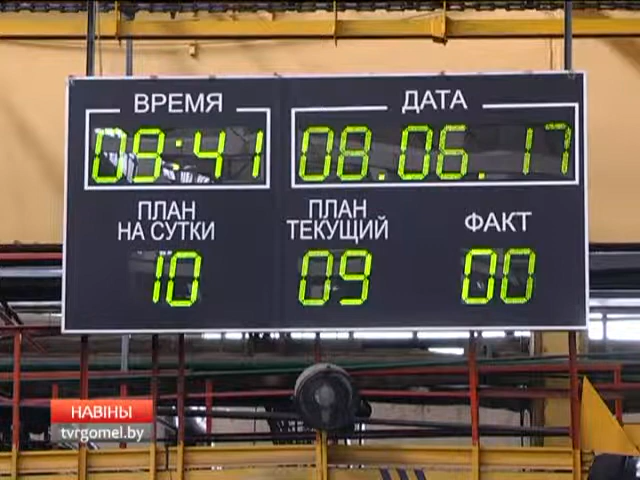 ВРЕМЯ ДАТА
09:41 08.06.17
ПЛАН НА СУТКИ
ПЛАН ТЕКУЩИЙ
ФАКТ
10 09 00
НАВІНЫ
tvrgomel.by